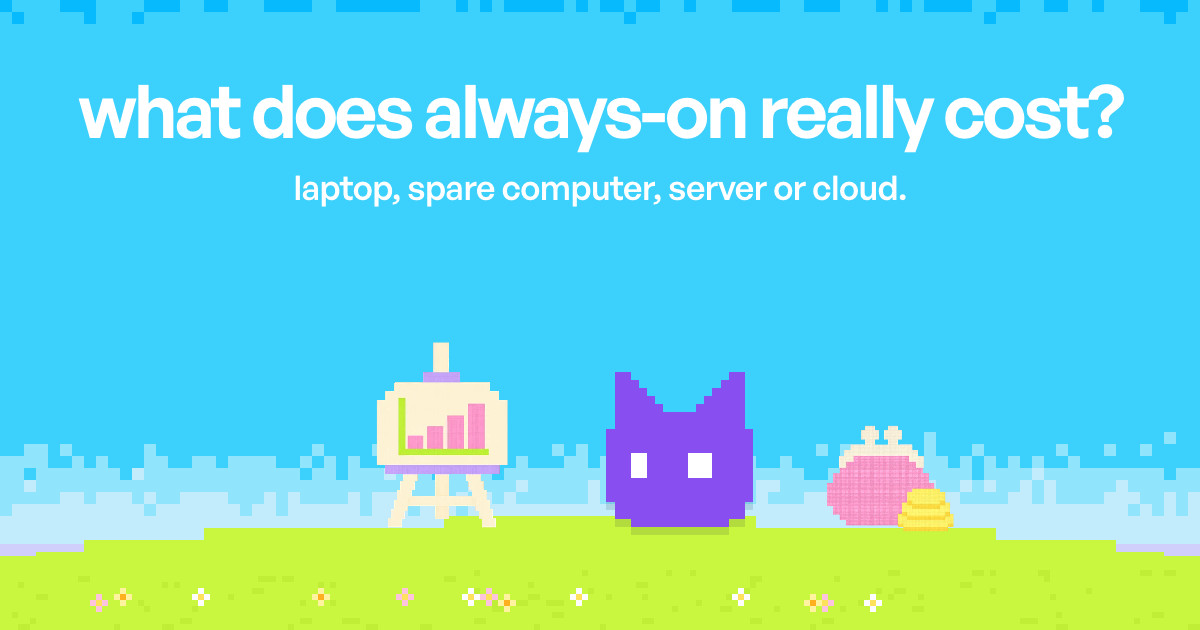 what does always-on really cost?
laptop, spare computer, server or cloud.